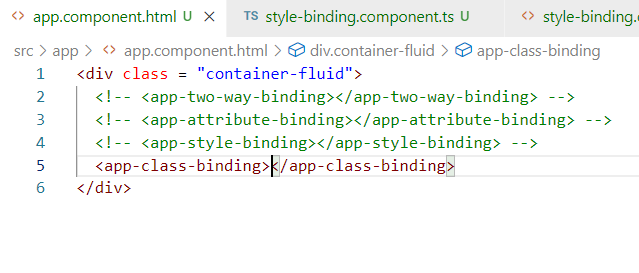 app.component.html U
TS style-binding.component.ts U
style-binding.c
src > app > app.component.html > div.container-fluid > app-class-binding
1 <div class = "container-fluid">
2 <!-- <app-two-way-binding></app-two-way-binding> -->
3 <!-- <app-attribute-binding></app-attribute-binding> -->
4 <!-- <app-style-binding></app-style-binding> -->
5 <app-class-binding></app-class-binding>
6 </div>